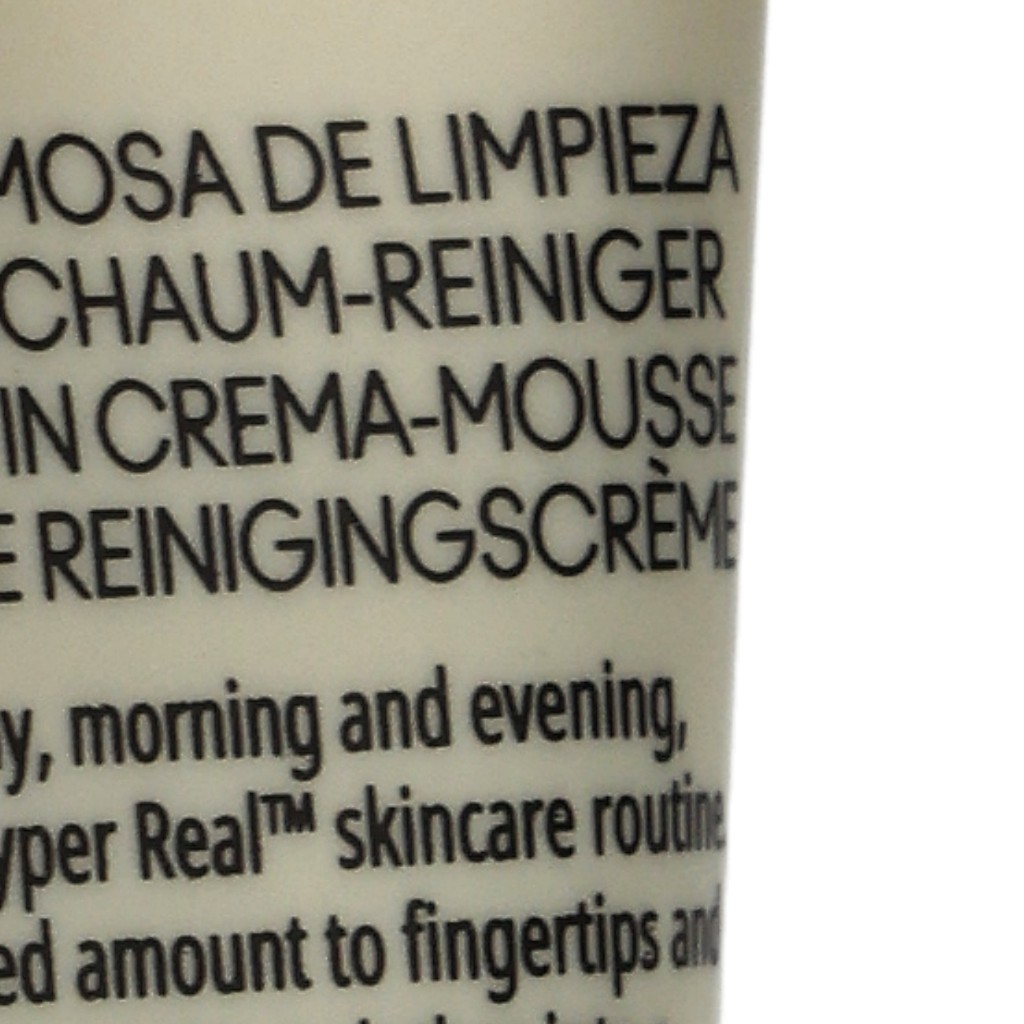 MOSA DE LIMPIEZA
CHAUM-REINIGER
IN CREMA-MOUSSE
E REINIGINGSCRÈME
y, morning and evening,
yper Real™ skincare routine
ed amount to fingertips and